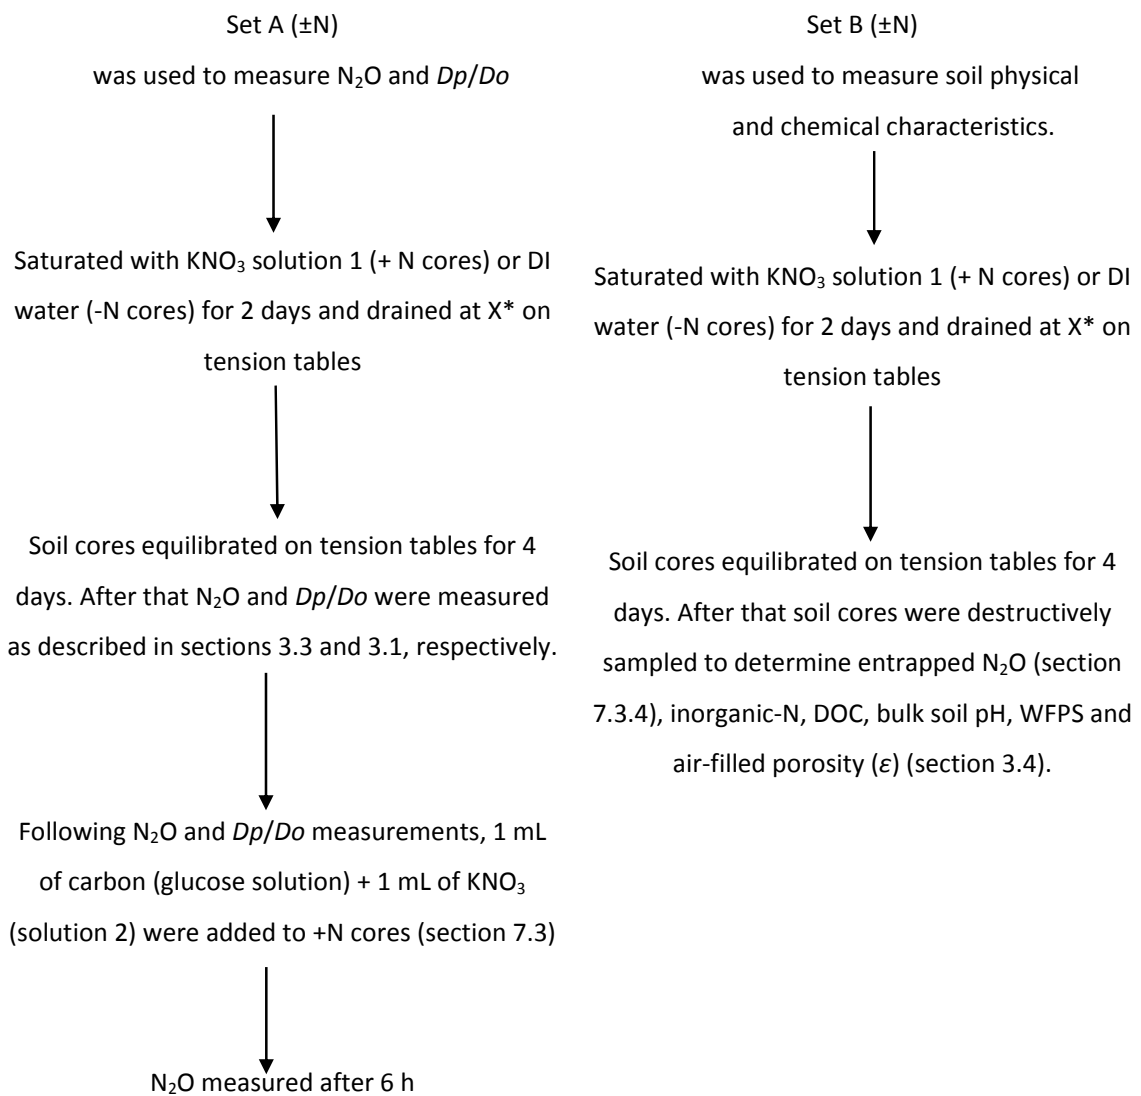 Set A (±N)
was used to measure N₂O and Dp/Do
Saturated with KNO₃ solution 1 (+ N cores) or DI
water (-N cores) for 2 days and drained at X* on
tension tables
Soil cores equilibrated on tension tables for 4
days. After that N₂O and Dp/Do were measured
as described in sections 3.3 and 3.1, respectively.
Following N₂O and Dp/Do measurements, 1 mL
of carbon (glucose solution) + 1 mL of KNO₃
(solution 2) were added to +N cores (section 7.3)
N₂O measured after 6 h
Set B (±N)
was used to measure soil physical
and chemical characteristics.
Saturated with KNO₃ solution 1 (+ N cores) or DI
water (-N cores) for 2 days and drained at X* on
tension tables
Soil cores equilibrated on tension tables for 4
days. After that soil cores were destructively
sampled to determine entrapped N₂O (section
7.3.4), inorganic-N, DOC, bulk soil pH, WFPS and
air-filled porosity (ε) (section 3.4).